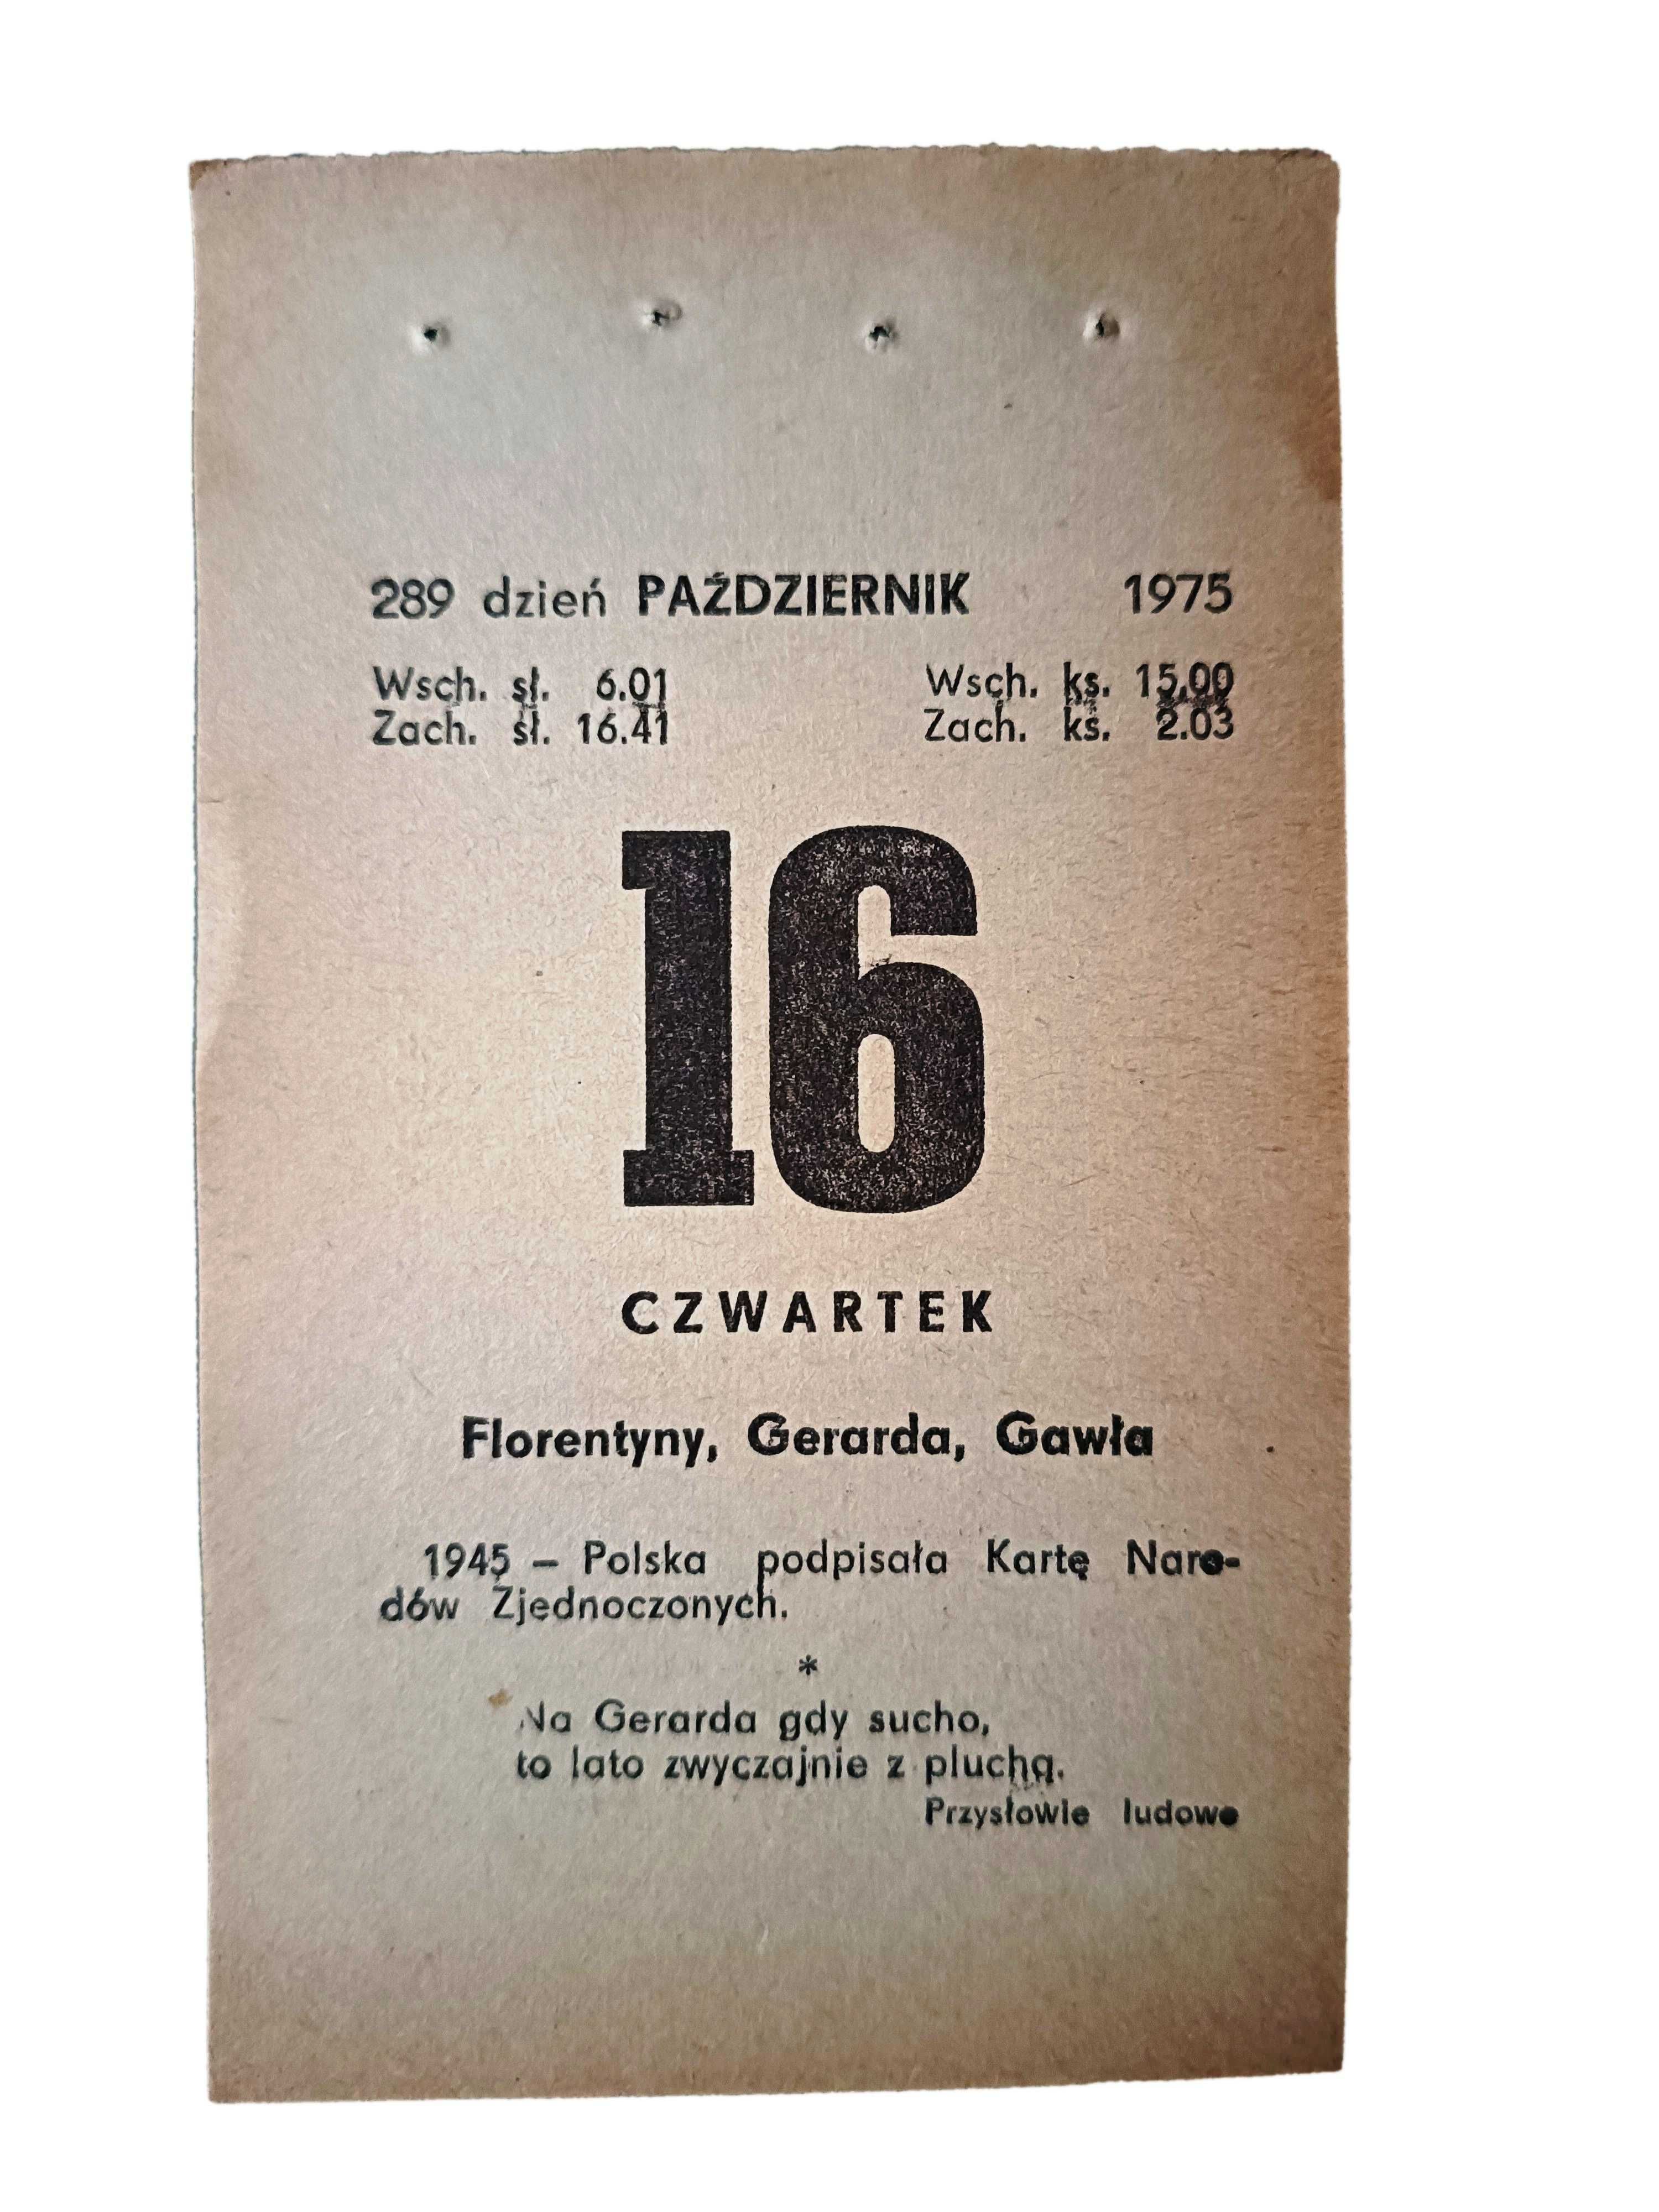 289 dzień PAŹDZIERNIK 1975
Wsch. sł. 6.01 Wsch. ks. 15.00
Zach. sł. 16.41 Zach. ks. 2.03
16
CZWARTEK
Florentyny, Gerarda, Gawła
1945 – Polska podpisała Kartę Naro-
dów Zjednoczonych.
*
Na Gerarda gdy sucho,
to lato zwyczajnie z pluchą.
Przysłowie ludowe